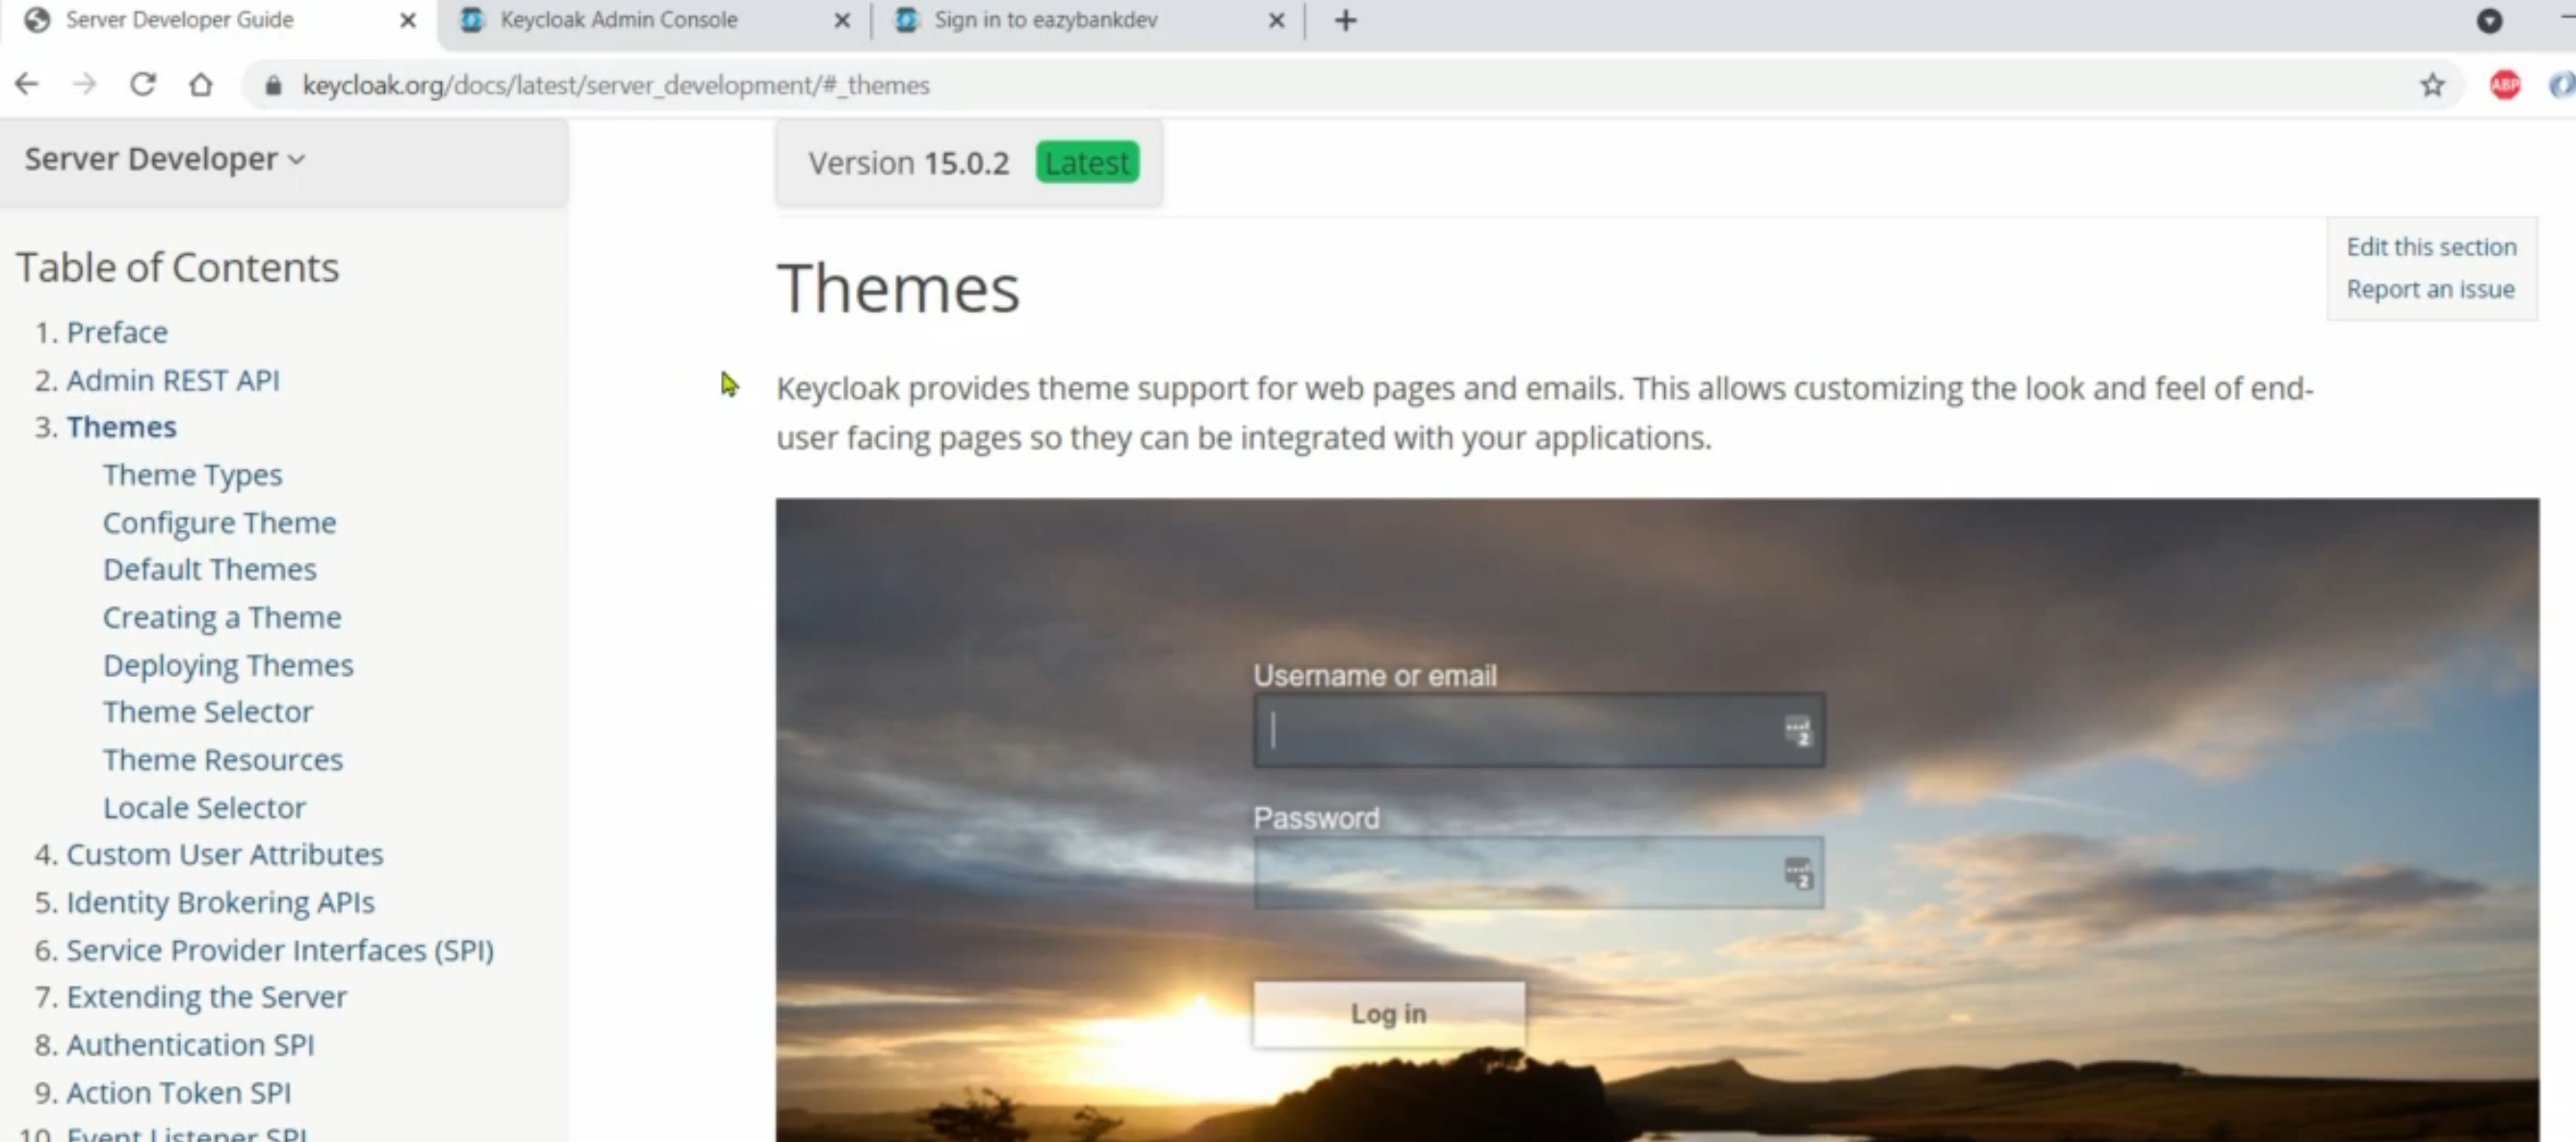 Server Developer Guide
Keycloak Admin Console
Sign in to eazybankdev
keycloak.org/docs/latest/server_development/#_themes
ABP
Server Developer
Version 15.0.2 Latest
Table of Contents
1. Preface
2. Admin REST API
3. Themes
Theme Types
Configure Theme
Default Themes
Creating a Theme
Deploying Themes
Theme Selector
Theme Resources
Locale Selector
4. Custom User Attributes
5. Identity Brokering APIs
6. Service Provider Interfaces (SPI)
7. Extending the Server
8. Authentication SPI
9. Action Token SPI
10. Event Listener SPI
Edit this section
Report an issue
Themes
Keycloak provides theme support for web pages and emails. This allows customizing the look and feel of end-
user facing pages so they can be integrated with your applications.
Username or email
2
Password
2
Log in